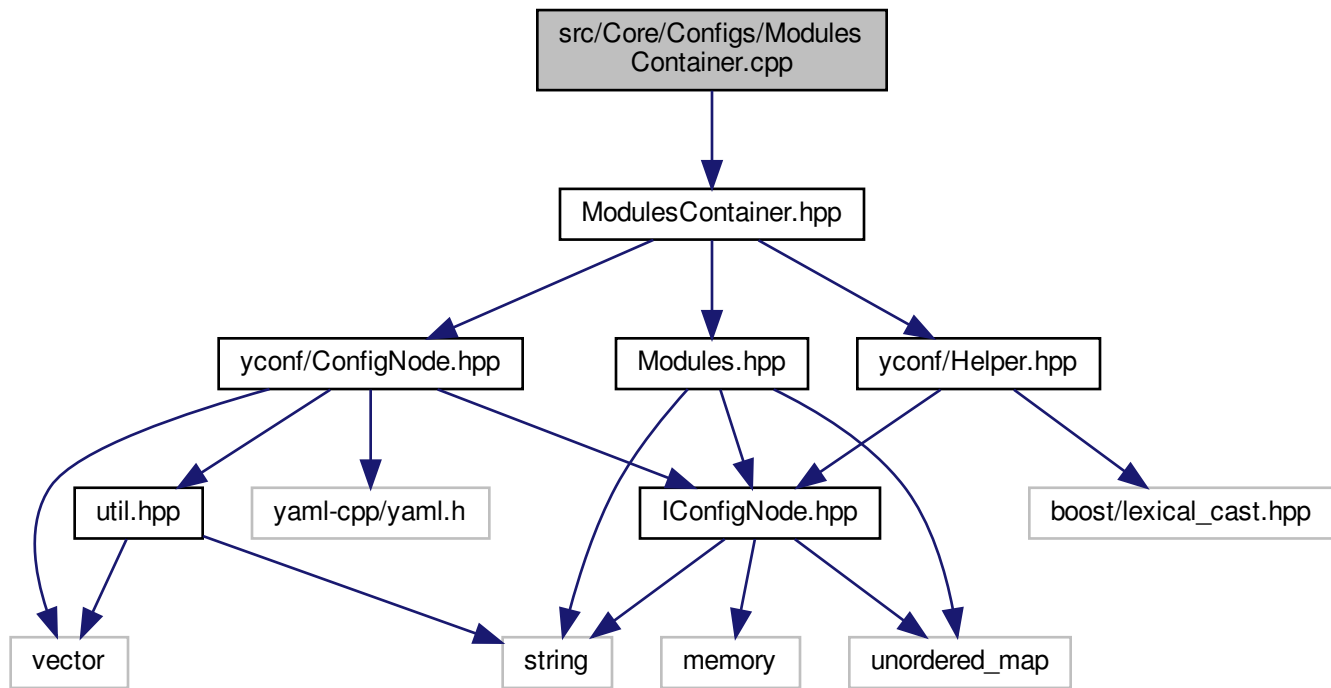 src/Core/Configs/Modules
Container.cpp
ModulesContainer.hpp
yconf/ConfigNode.hpp
Modules.hpp
yconf/Helper.hpp
util.hpp
yaml-cpp/yaml.h
IConfigNode.hpp
boost/lexical_cast.hpp
vector
string
memory
unordered_map